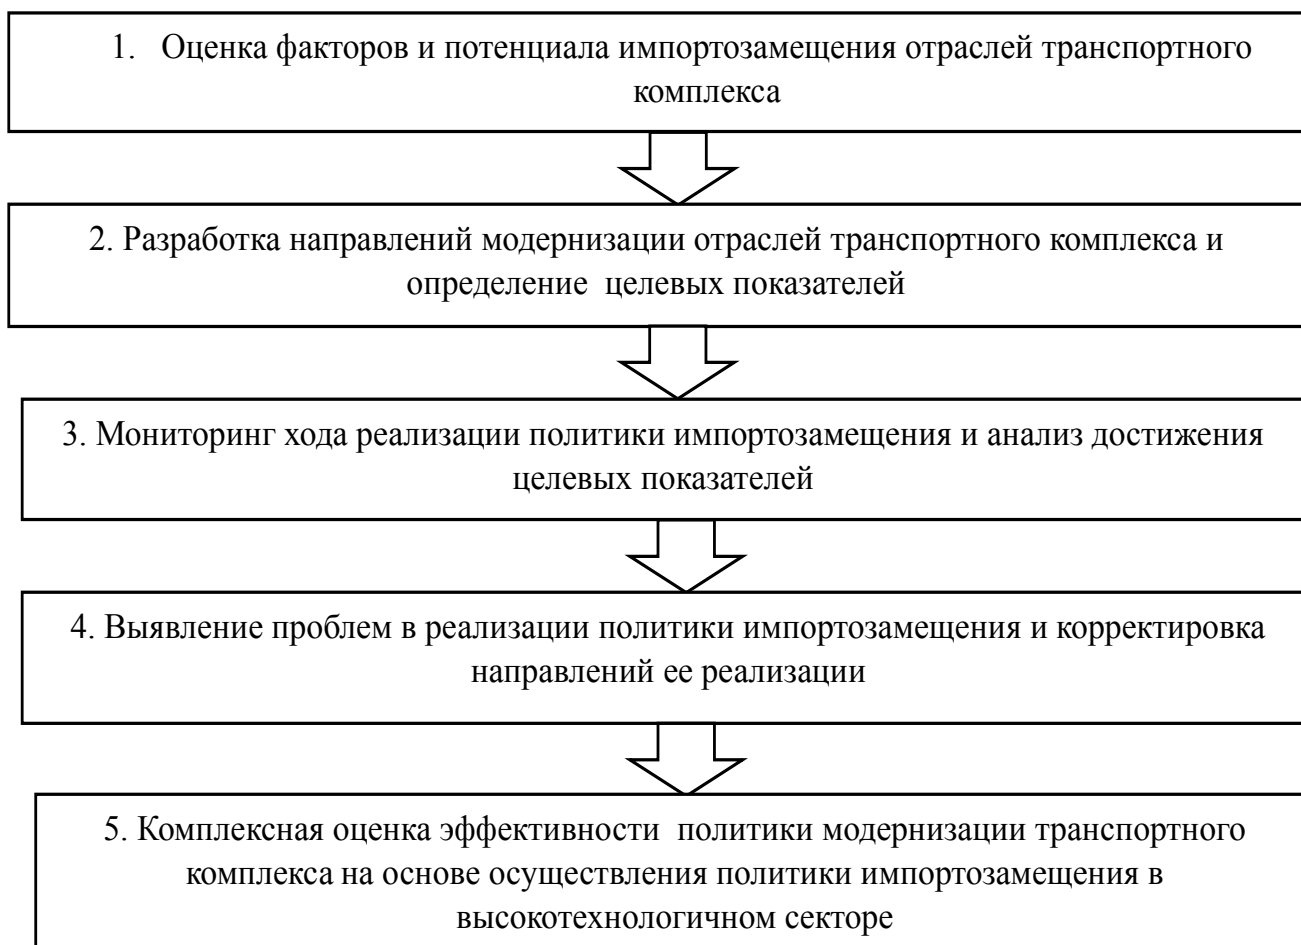 1. Оценка факторов и потенциала импортозамещения отраслей транспортного
комплекса
2. Разработка направлений модернизации отраслей транспортного комплекса и
определение целевых показателей
3. Мониторинг хода реализации политики импортозамещения и анализ достижения
целевых показателей
4. Выявление проблем в реализации политики импортозамещения и корректировка
направлений ее реализации
5. Комплексная оценка эффективности политики модернизации транспортного
комплекса на основе осуществления политики импортозамещения в
высокотехнологичном секторе